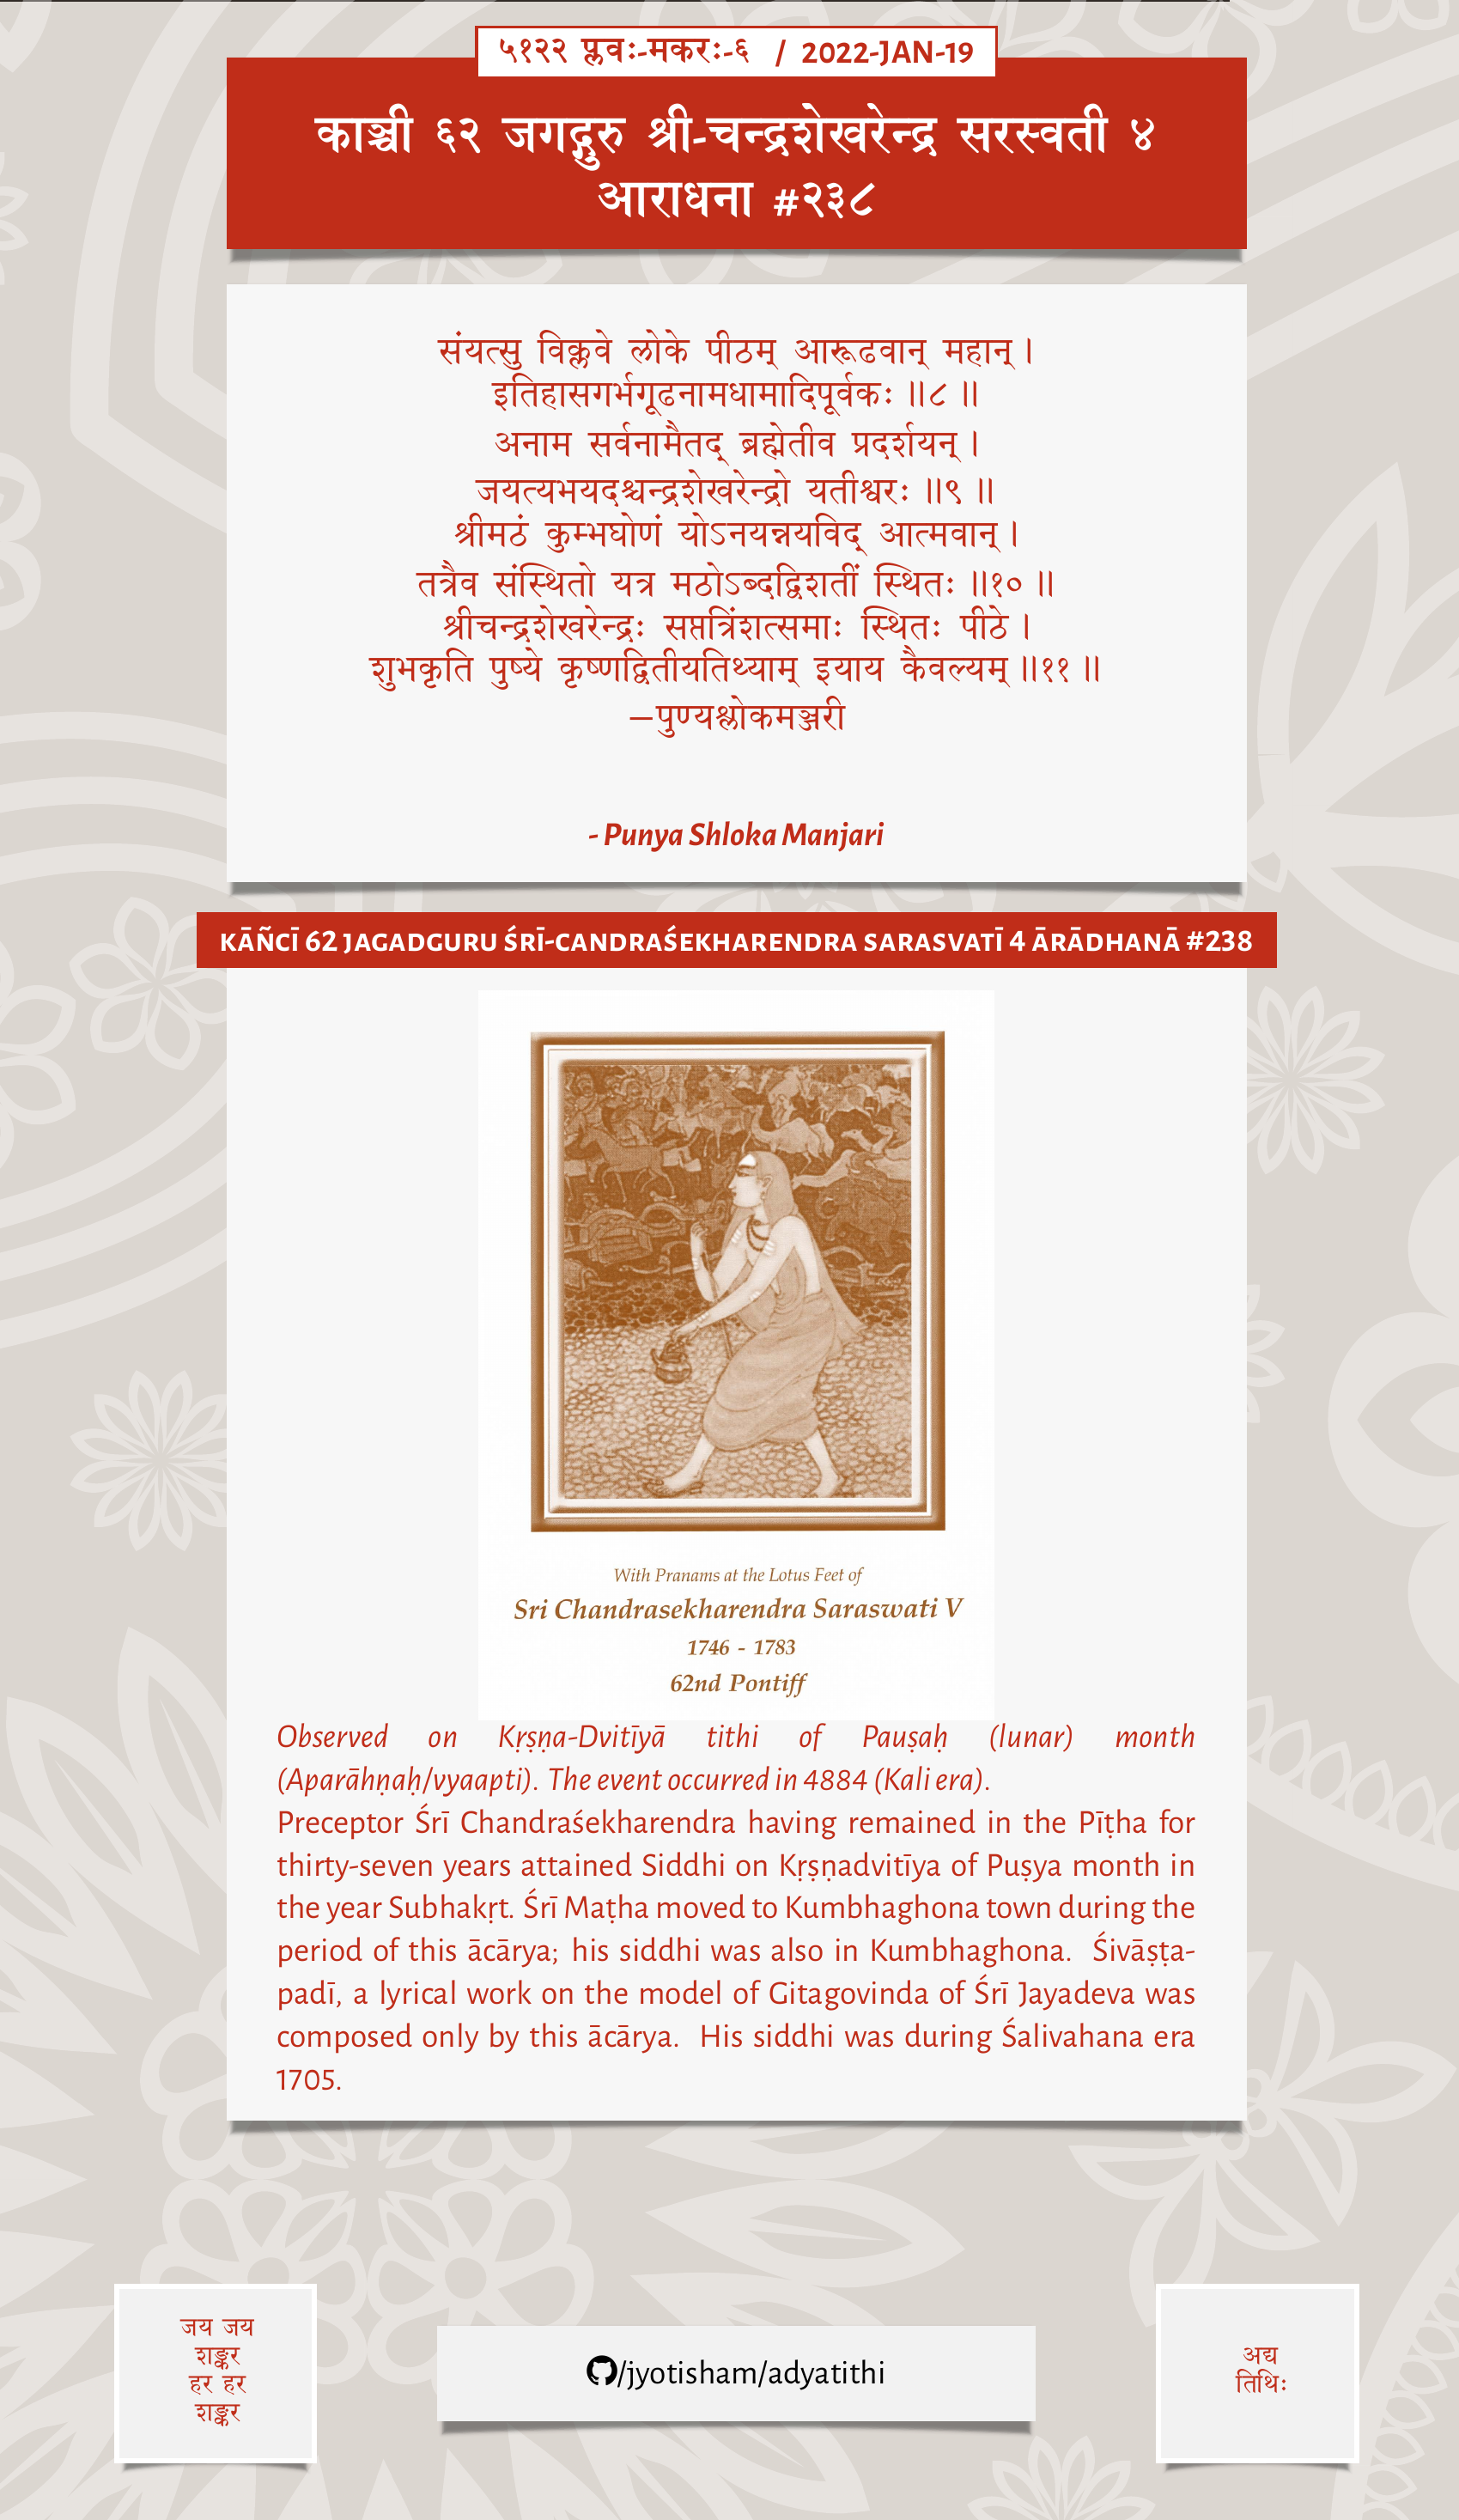 ५१२२ प्लवः-मकरः-६ / 2022-JAN-19
काञ्ची ६२ जगद्गुरु श्री-चन्द्रशेखरेन्द्र सरस्वती ४
आराधना #२३८
संयत्सु विक्लवे लोके पीठम् आरूढवान् महान्।
इतिहासगर्भगूढनामधामादिपूर्वकः॥८॥
अनाम सर्वनामैतद् ब्रह्मेतीव प्रदर्शयन्।
जयत्यभयदश्चन्द्रशेखरेन्द्रो यतीश्वरः॥९॥
श्रीमठं कुम्भघोणं योऽनयन्नयविद् आत्मवान्।
तत्रैव संस्थितो यत्र मठोऽब्दद्विशतीं स्थितः॥१०॥
श्रीचन्द्रशेखरेन्द्रः सप्तत्रिंशत्समाः स्थितः पीठे।
शुभकृति पुष्ये कृष्णद्वितीयतिथ्याम् इयाय कैवल्यम्॥११॥
—पुण्यश्लोकमञ्जरी
- Punya Shloka Manjari
KĀÑCĪ 62 JAGADGURU ŚRĪ-CANDRAŚEKHARENDRA SARASVATĪ 4 ĀRĀDHANĀ #238
With Pranams at the Lotus Feet of
Sri Chandrasekharendra Saraswati V
1746 - 1783
62nd Pontiff
Observed on Kṛṣṇa-Dvitīyā tithi of Pauṣaḥ (lunar) month
(Aparāhṇaḥ/vyaapti). The event occurred in 4884 (Kali era).
Preceptor Śrī Chandraśekharendra having remained in the Pīṭha for
thirty-seven years attained Siddhi on Kṛṣṇadvitīya of Puṣya month in
the year Subhakṛt. Śrī Maṭha moved to Kumbhaghona town during the
period of this ācārya; his siddhi was also in Kumbhaghona. Śivāṣṭa-
padī, a lyrical work on the model of Gitagovinda of Śrī Jayadeva was
composed only by this ācārya. His siddhi was during Śalivahana era
1705.
जय जय
शङ्कर
हर हर
शङ्कर
/jyotisham/adyatithi
अद्य
तिथिः